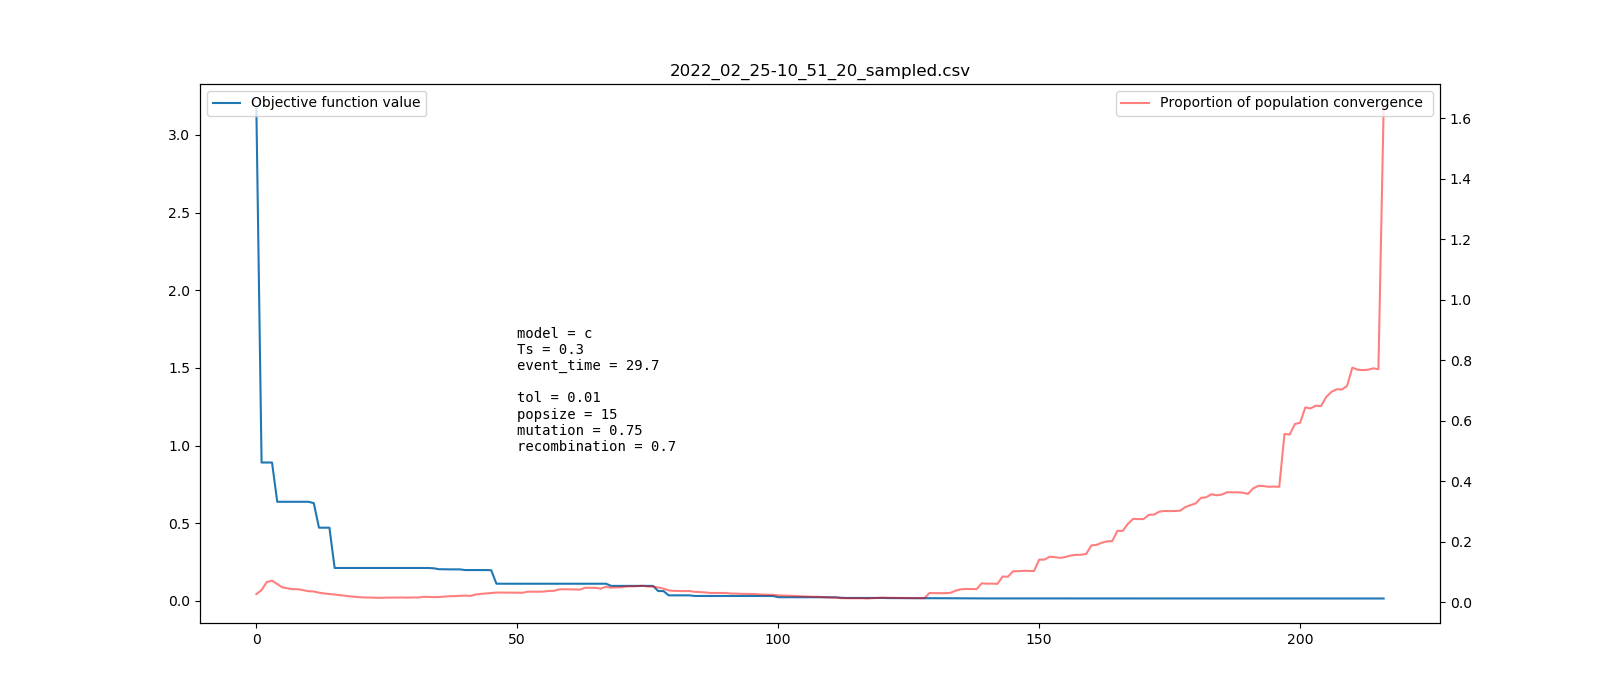 2022_02_25-10_51_20_sampled.csv
Objective function value
Proportion of population convergence
3.0
2.5
2.0
1.5
1.0
0.5
0.0
model = c
Ts = 0.3
event_time = 29.7
tol = 0.01
popsize = 15
mutation = 0.75
recombination = 0.7
1.6
1.4
1.2
1.0
0.8
0.6
0.4
0.2
0.0
0 50 100 150 200